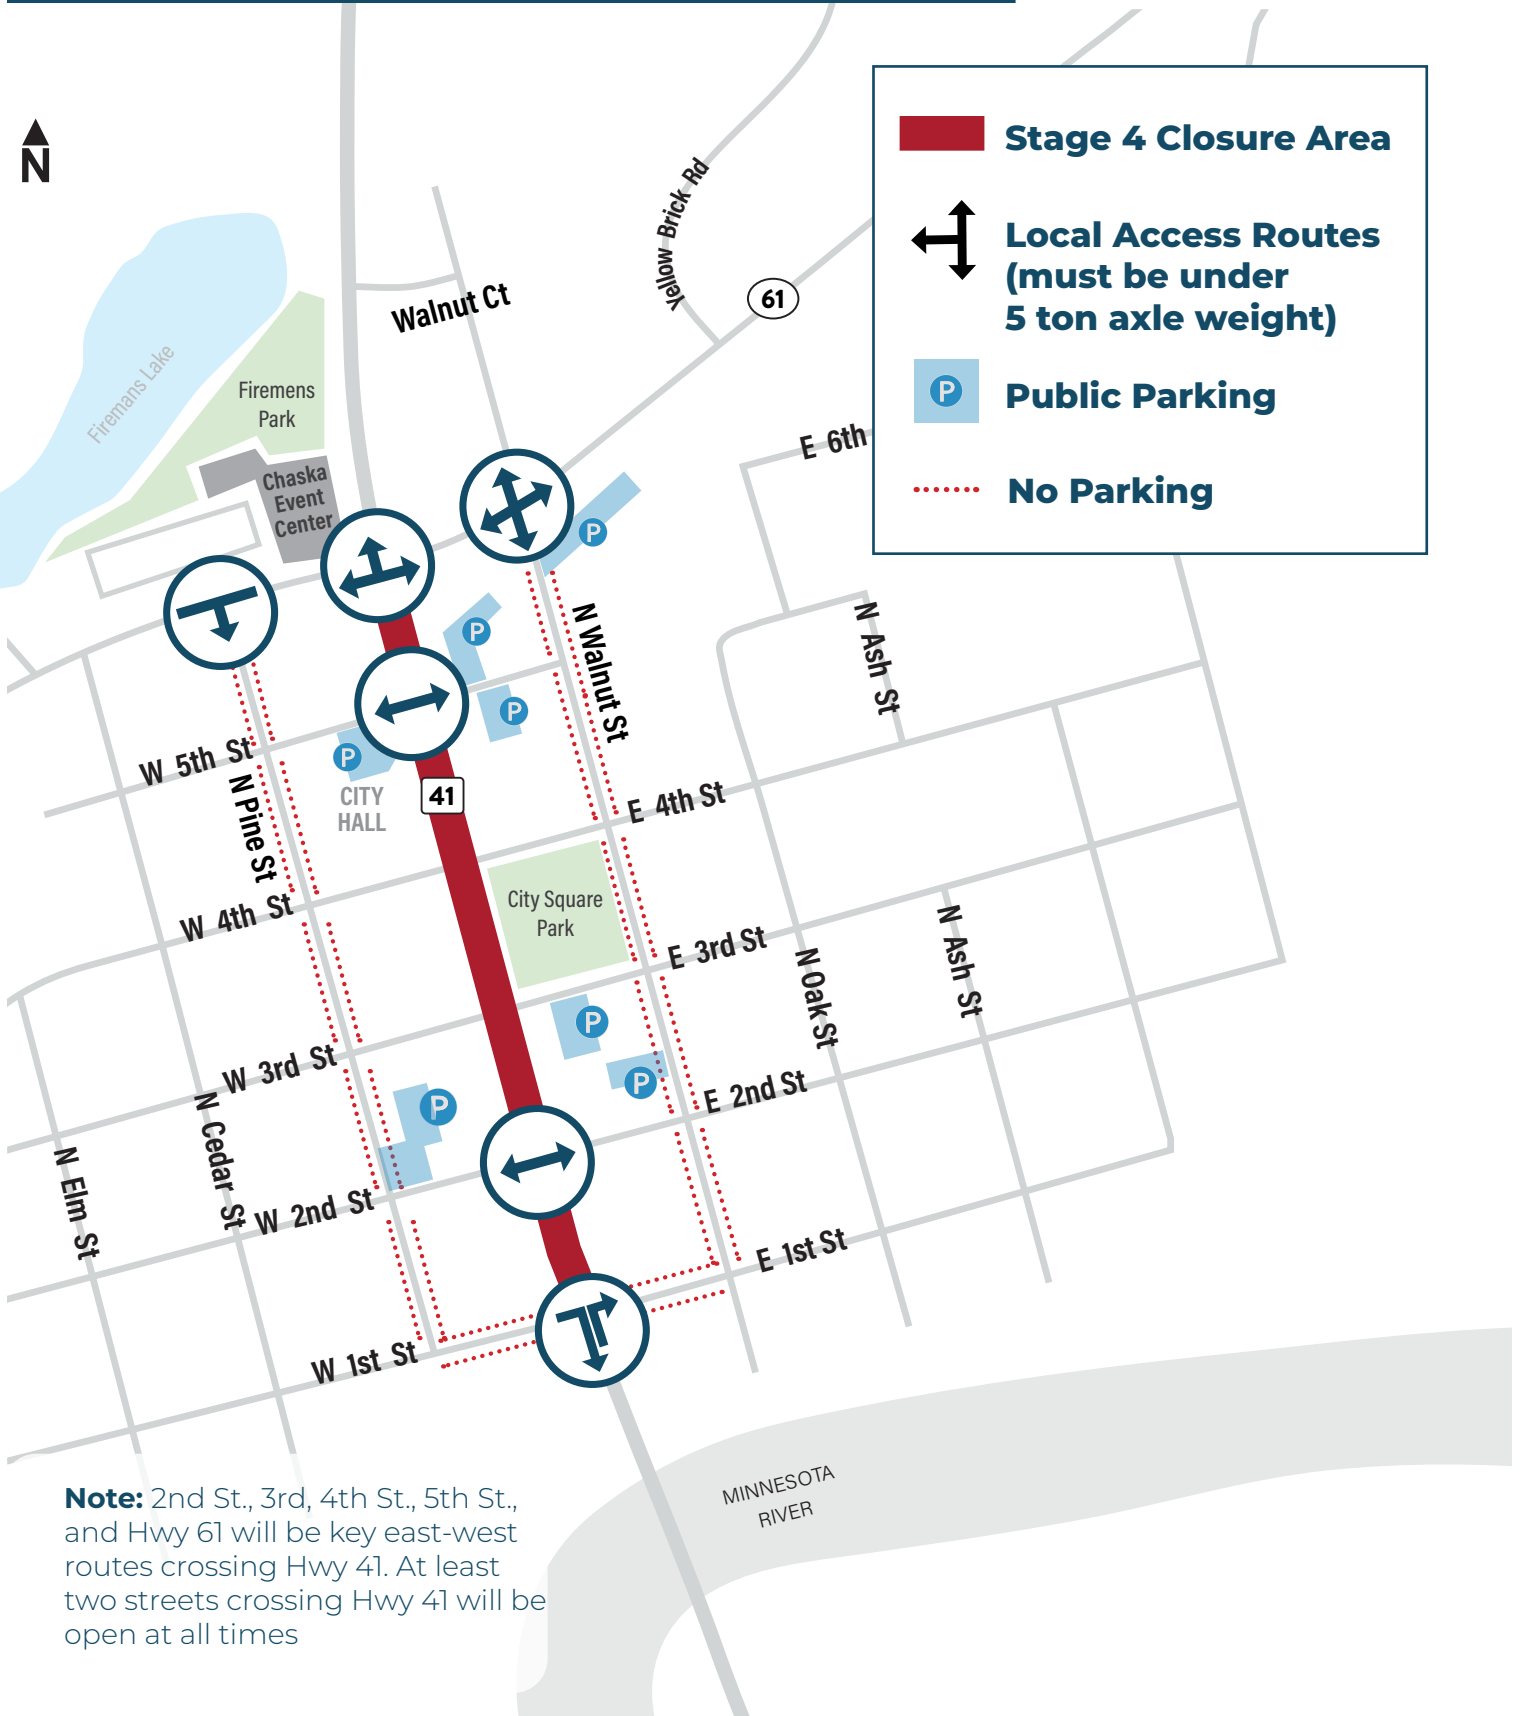 N
Stage 4 Closure Area
Local Access Routes
(must be under
5 ton axle weight)
Public Parking
P
No Parking
Yellow Brick Rd
61
Walnut Ct
Firemans Lake
Firemens
Park
Chaska
Event
Center
E 6th
P
P
P
P
N Walnut St
N Ash St
W 5th St
N Pine St
CITY
HALL
41
E 4th St
W 4th St
City Square
Park
E 3rd St
N Oak St
N Ash St
P
P
P
W 3rd St
E 2nd St
N Cedar St
N Elm St
W 2nd St
E 1st St
W 1st St
MINNESOTA
RIVER
Note: 2nd St., 3rd, 4th St., 5th St.,
and Hwy 61 will be key east-west
routes crossing Hwy 41. At least
two streets crossing Hwy 41 will be
open at all times